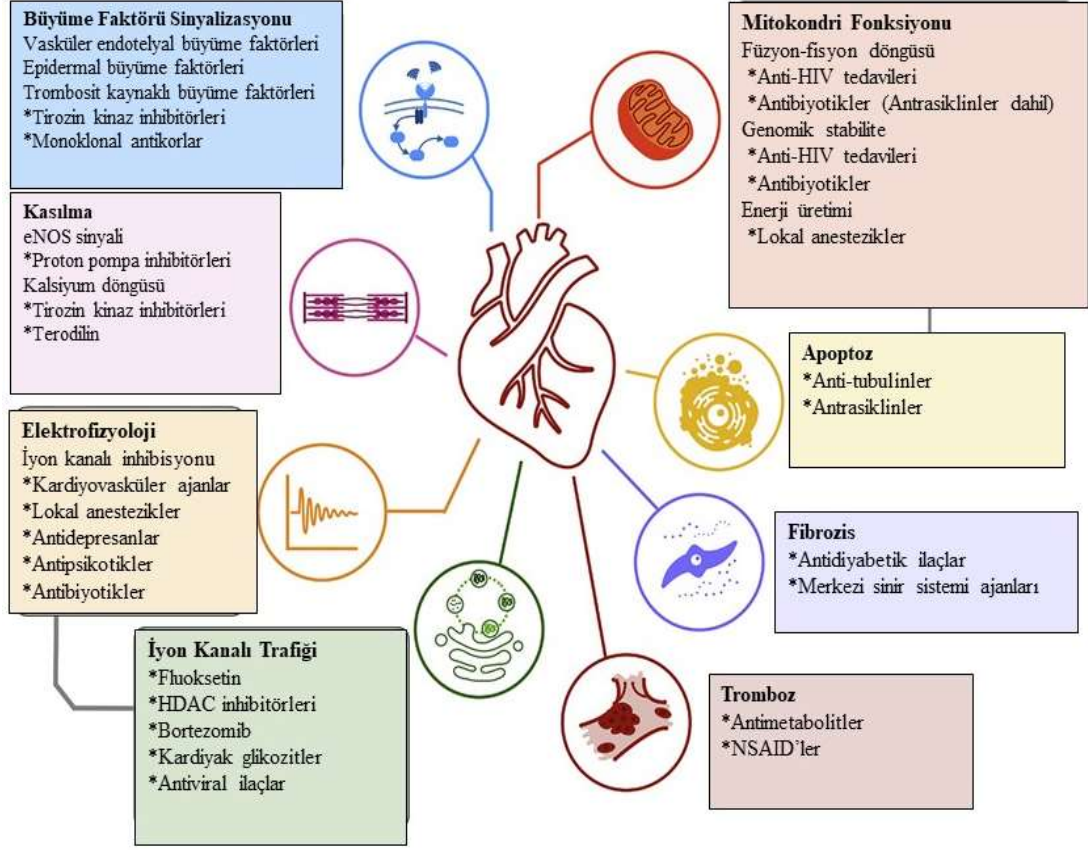 Büyüme Faktörü Sinyalizasyonu
Vasküler endotelyal büyüme faktörleri
Epidermal büyüme faktörleri
Trombosit kaynaklı büyüme faktörleri
*Tirozin kinaz inhibitörleri
*Monoklonal antikorlar
Kasılma
eNOS sinyali
*Proton pompa inhibitörleri
Kalsiyum döngüsü
*Tirozin kinaz inhibitörleri
*Terodilin
Elektrofizyoloji
İyon kanalı inhibisyonu
*Kardiyovasküler ajanlar
*Lokal anestezikler
*Antidepresanlar
*Antipsikotikler
*Antibiyotikler
İyon Kanalı Trafiği
*Fluoksetin
*HDAC inhibitörleri
*Bortezomib
*Kardiyak glikozitler
*Antiviral ilaçlar
Mitokondri Fonksiyonu
Füzyon-fisyon döngüsü
*Anti-HIV tedavileri
*Antibiyotikler (Antrasiklinler dahil)
Genomik stabilite
*Anti-HIV tedavileri
*Antibiyotikler
Enerji üretimi
*Lokal anestezikler
Apoptoz
*Anti-tubulinler
*Antrasiklinler
Fibrozis
*Antidiyabetik ilaçlar
*Merkezi sinir sistemi ajanları
Tromboz
*Antimetabolitler
*NSAID’ler